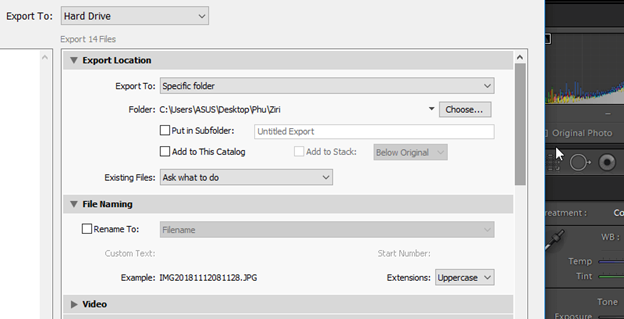 Export To: Hard Drive
Export 14 Files
Export Location
Export To: Specific folder
Folder: C:\Users\ASUS\Desktop\Phu\Ziri Choose...
Put in Subfolder: Untitled Export
Add to This Catalog Add to Stack: Below Original
Existing Files: Ask what to do
File Naming
Rename To: Filename
Custom Text: Start Number:
Example: IMG20181112081128.JPG Extensions: Uppercase
Video
Original Photo
reatment : Co
WB :
Temp
Tint
Tone
Exposure